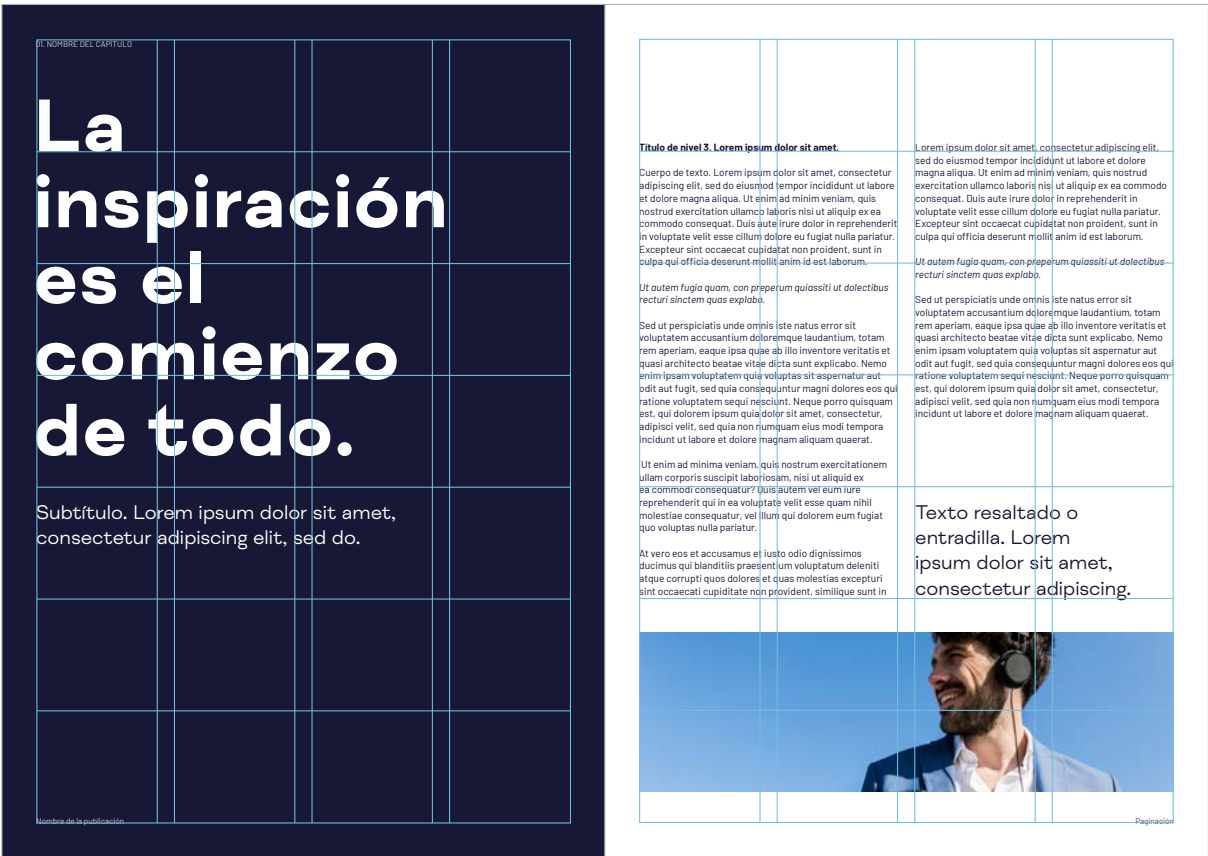 01. NOMBRE DEL CAPÍTULO
La
inspiración
es el
comienzo
de todo.
Subtítulo. Lorem ipsum dolor sit amet,
consectetur adipiscing elit, sed do.
Nombre de la publicación
Título de nivel 3. Lorem ipsum dolor sit amet.
Cuerpo de texto. Lorem ipsum dolor sit amet, consectetur
adipiscing elit, sed do eiusmod tempor incididunt ut labore
et dolore magna aliqua. Ut enim ad minim veniam, quis
nostrud exercitation ullamco laboris nisi ut aliquip ex ea
commodo consequat. Duis aute irure dolor in reprehenderit
in voluptate velit esse cillum dolore eu fugiat nulla pariatur.
Excepteur sint occaecat cupidatat non proident, sunt in
culpa qui officia deserunt mollit anim id est laborum.
Ut autem fugia quam, con preperum quiassiti ut dolectibus
recturi sinctem quas explabo.
Sed ut perspiciatis unde omnis iste natus error sit
voluptatem accusantium doloremque laudantium, totam
rem aperiam, eaque ipsa quae ab illo inventore veritatis et
quasi architecto beatae vitae dicta sunt explicabo. Nemo
enim ipsam voluptatem quia voluptas sit aspernatur aut
odit aut fugit, sed quia consequuntur magni dolores eos qui
ratione voluptatem sequi nesciunt. Neque porro quisquam
est, qui dolorem ipsum quia dolor sit amet, consectetur,
adipisci velit, sed quia non numquam eius modi tempora
incidunt ut labore et dolore magnam aliquam quaerat.
Ut enim ad minima veniam, quis nostrum exercitationem
ullam corporis suscipit laboriosam, nisi ut aliquid ex
ea commodi consequatur? Quis autem vel eum iure
reprehenderit qui in ea voluptate velit esse quam nihil
molestiae consequatur, vel illum qui dolorem eum fugiat
quo voluptas nulla pariatur.
At vero eos et accusamus et iusto odio dignissimos
ducimus qui blanditiis praesentium voluptatum deleniti
atque corrupti quos dolores et quas molestias excepturi
sint occaecati cupiditate non provident, similique sunt in
Lorem ipsum dolor sit amet, consectetur adipiscing elit,
sed do eiusmod tempor incididunt ut labore et dolore
magna aliqua. Ut enim ad minim veniam, quis nostrud
exercitation ullamco laboris nisi ut aliquip ex ea commodo
consequat. Duis aute irure dolor in reprehenderit in
voluptate velit esse cillum dolore eu fugiat nulla pariatur.
Excepteur sint occaecat cupidatat non proident, sunt in
culpa qui officia deserunt mollit anim id est laborum.
Ut autem fugia quam, con preperum quiassiti ut dolectibus
recturi sinctem quas explabo.
Sed ut perspiciatis unde omnis iste natus error sit
voluptatem accusantium doloremque laudantium, totam
rem aperiam, eaque ipsa quae ab illo inventore veritatis et
quasi architecto beatae vitae dicta sunt explicabo. Nemo
enim ipsam voluptatem quia voluptas sit aspernatur aut
odit aut fugit, sed quia consequuntur magni dolores eos qui
ratione voluptatem sequi nesciunt. Neque porro quisquam
est, qui dolorem ipsum quia dolor sit amet, consectetur,
adipisci velit, sed quia non numquam eius modi tempora
incidunt ut labore et dolore magnam aliquam quaerat.
Texto resaltado o
entradilla. Lorem
ipsum dolor sit amet,
consectetur adipiscing.
Paginación